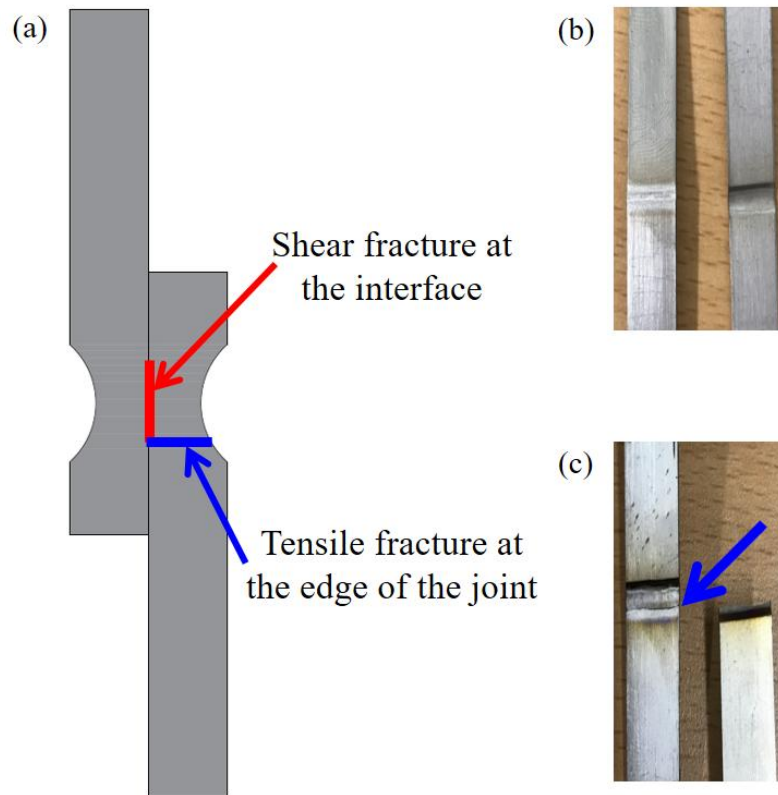 (a)
(b)
Shear fracture at
the interface
(c)
Tensile fracture at
the edge of the joint